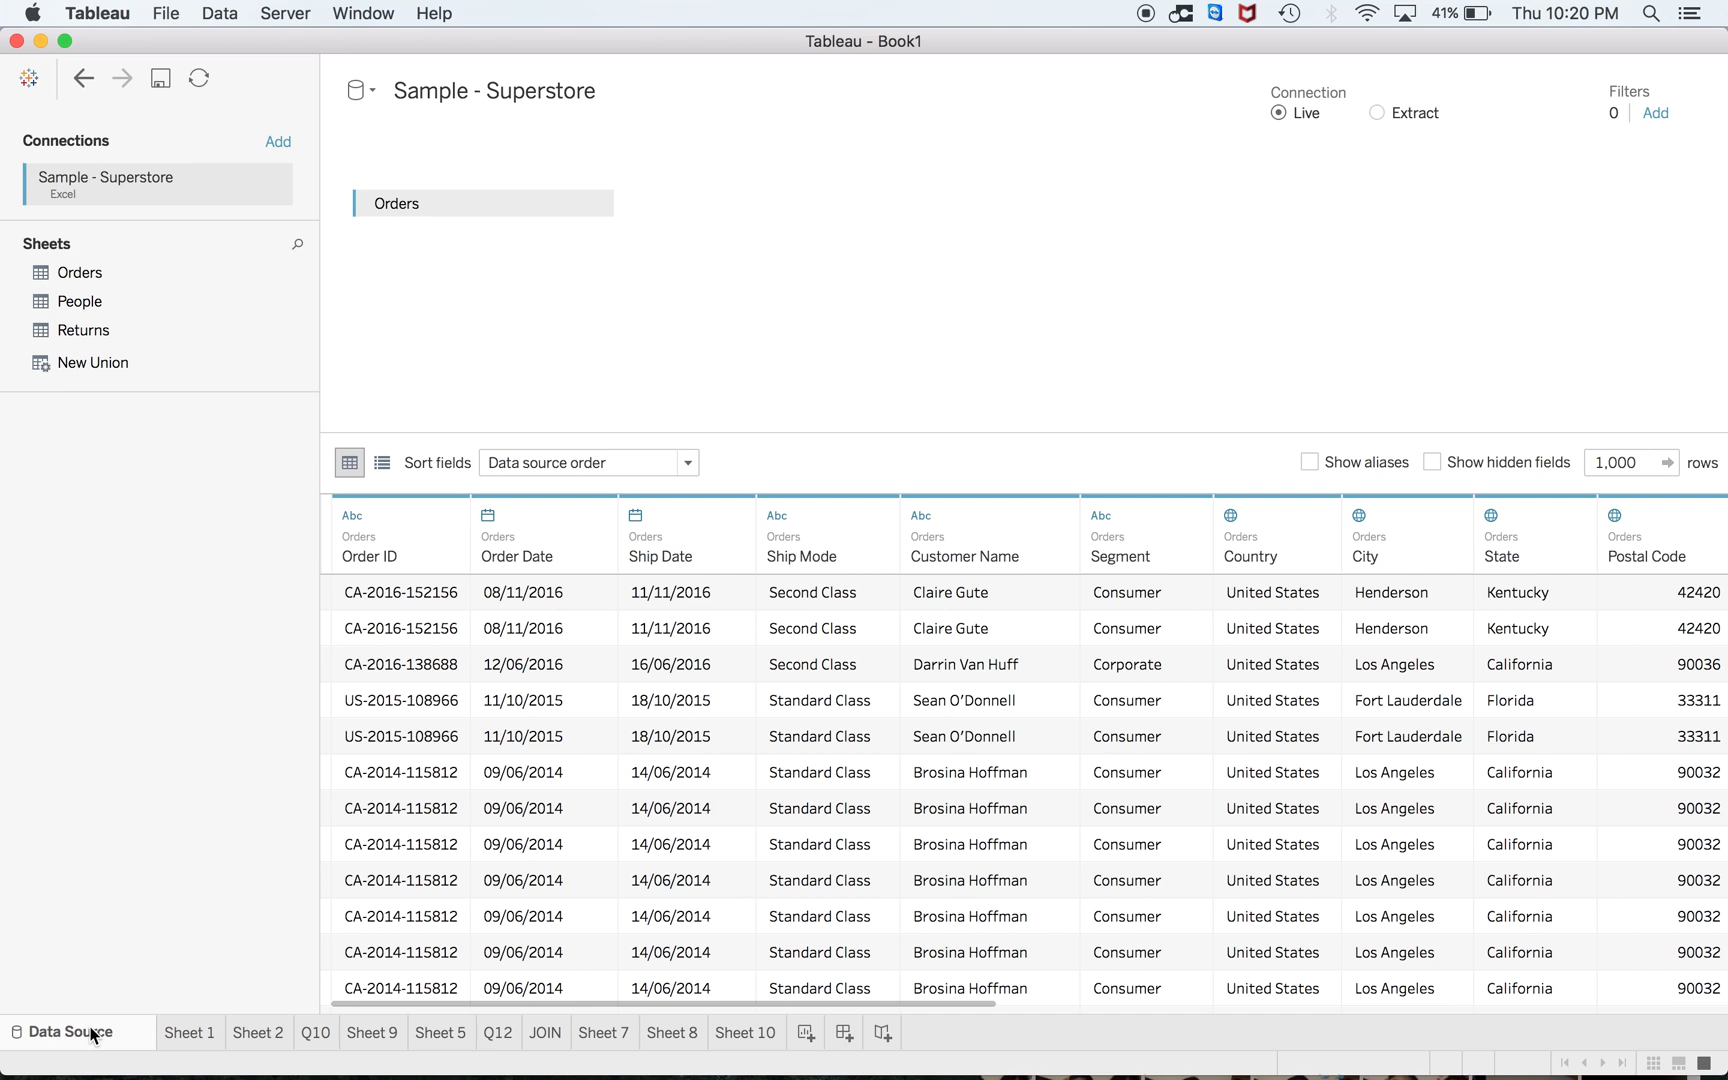 Tableau File Data Server Window Help 41% Thu 10:20 PM
Tableau - Book1
Sample - Superstore
Connection
Live Extract
Filters
0 Add
Connections Add
Sample - Superstore
Excel
Sheets
Orders
People
Returns
New Union
Orders
Sort fields Data source order Show aliases Show hidden fields 1,000 rows
Abc Abc Abc Abc
Orders Orders Orders Orders Orders Orders Orders Orders Orders Orders
Order ID Order Date Ship Date Ship Mode Customer Name Segment Country City State Postal Code
CA-2016-152156 08/11/2016 11/11/2016 Second Class Claire Gute Consumer United States Henderson Kentucky 42420
CA-2016-152156 08/11/2016 11/11/2016 Second Class Claire Gute Consumer United States Henderson Kentucky 42420
CA-2016-138688 12/06/2016 16/06/2016 Second Class Darrin Van Huff Corporate United States Los Angeles California 90036
US-2015-108966 11/10/2015 18/10/2015 Standard Class Sean O'Donnell Consumer United States Fort Lauderdale Florida 33311
US-2015-108966 11/10/2015 18/10/2015 Standard Class Sean O'Donnell Consumer United States Fort Lauderdale Florida 33311
CA-2014-115812 09/06/2014 14/06/2014 Standard Class Brosina Hoffman Consumer United States Los Angeles California 90032
CA-2014-115812 09/06/2014 14/06/2014 Standard Class Brosina Hoffman Consumer United States Los Angeles California 90032
CA-2014-115812 09/06/2014 14/06/2014 Standard Class Brosina Hoffman Consumer United States Los Angeles California 90032
CA-2014-115812 09/06/2014 14/06/2014 Standard Class Brosina Hoffman Consumer United States Los Angeles California 90032
CA-2014-115812 09/06/2014 14/06/2014 Standard Class Brosina Hoffman Consumer United States Los Angeles California 90032
CA-2014-115812 09/06/2014 14/06/2014 Standard Class Brosina Hoffman Consumer United States Los Angeles California 90032
CA-2014-115812 09/06/2014 14/06/2014 Standard Class Brosina Hoffman Consumer United States Los Angeles California 90032
Data Source Sheet 1 Sheet 2 Q10 Sheet 9 Sheet 5 Q12 JOIN Sheet 7 Sheet 8 Sheet 10